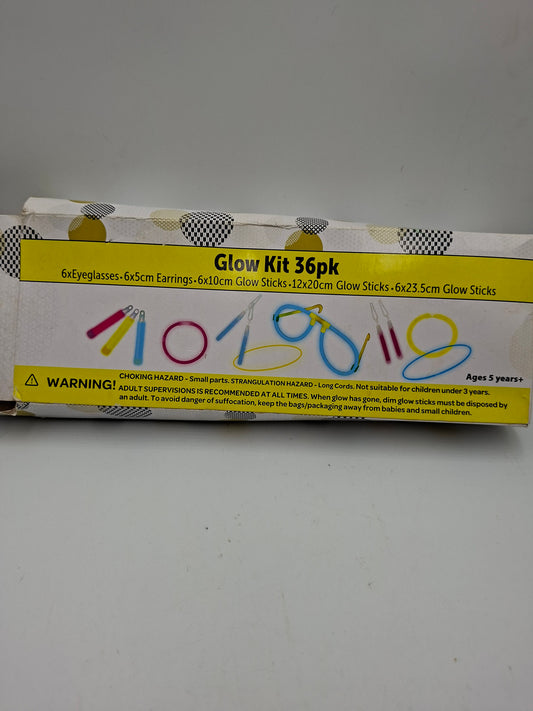 Glow Kit 36pk
6xEyeglasses•6x5cm Earrings•6x10cm Glow Sticks•12x20cm Glow Sticks•6x23.5cm Glow Sticks
Ages 5 years+
⚠ WARNING!
CHOKING HAZARD - Small parts. STRANGULATION HAZARD - Long Cords. Not suitable for children under 3 years.
ADULT SUPERVISIONS IS RECOMMENDED AT ALL TIMES. When glow has gone, dim glow sticks must be disposed by
an adult. To avoid danger of suffocation, keep the bags/packaging away from babies and small children.